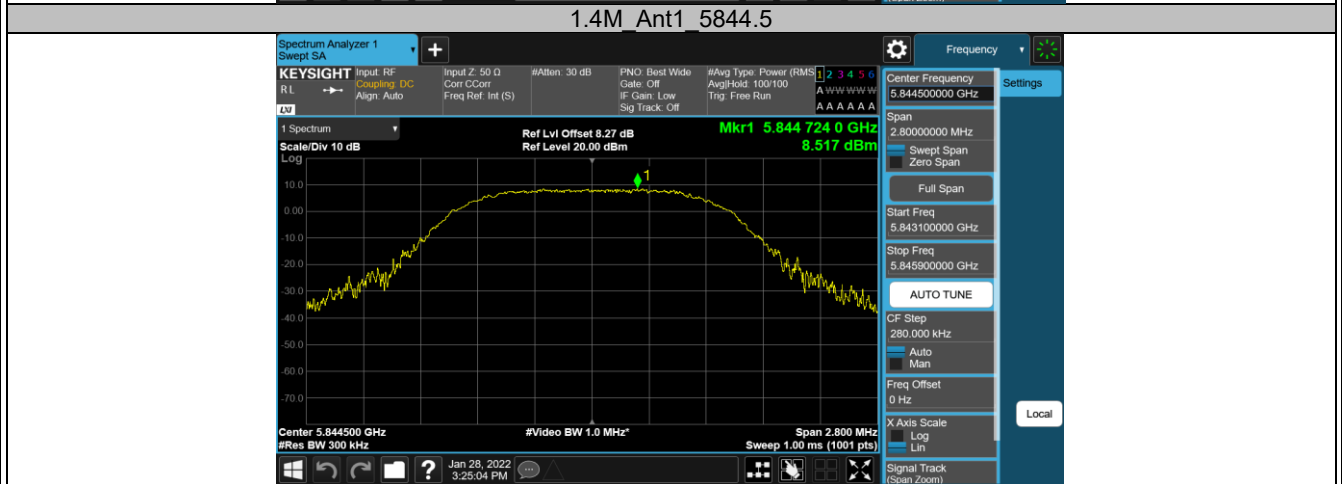 (Span Zoom)
1.4M_Ant1_5844.5
Spectrum Analyzer 1
Swept SA
+
Frequency
KEYSIGHT
RL
LXI
Input: RF
Coupling: DC
Align: Auto
Input Z: 50 Ω
Corr CCorr
Freq Ref: Int (S)
#Atten: 30 dB
PNO: Best Wide
Gate: Off
IF Gain: Low
Sig Track: Off
#Avg Type: Power (RMS
Avg|Hold: 100/100
Trig: Free Run
1 2 3 4 5 6
A W W W W W
A A A A A A
1 Spectrum
Scale/Div 10 dB
Log
Ref Lvl Offset 8.27 dB
Ref Level 20.00 dBm
Mkr1 5.844 724 0 GHz
8.517 dBm
1
10.0
0.00
-10.0
-20.0
-30.0
-40.0
-50.0
-60.0
-70.0
Center 5.844500 GHz
#Res BW 300 kHz
#Video BW 1.0 MHz*
Span 2.800 MHz
Sweep 1.00 ms (1001 pts)
?
Jan 28, 2022
3:25:04 PM
Center Frequency
5.844500000 GHz
Settings
Span
2.80000000 MHz
Swept Span
Zero Span
Full Span
Start Freq
5.843100000 GHz
Stop Freq
5.845900000 GHz
AUTO TUNE
CF Step
280.000 kHz
Auto
Man
Freq Offset
0 Hz
X Axis Scale
Log
Lin
Local
Signal Track
(Span Zoom)